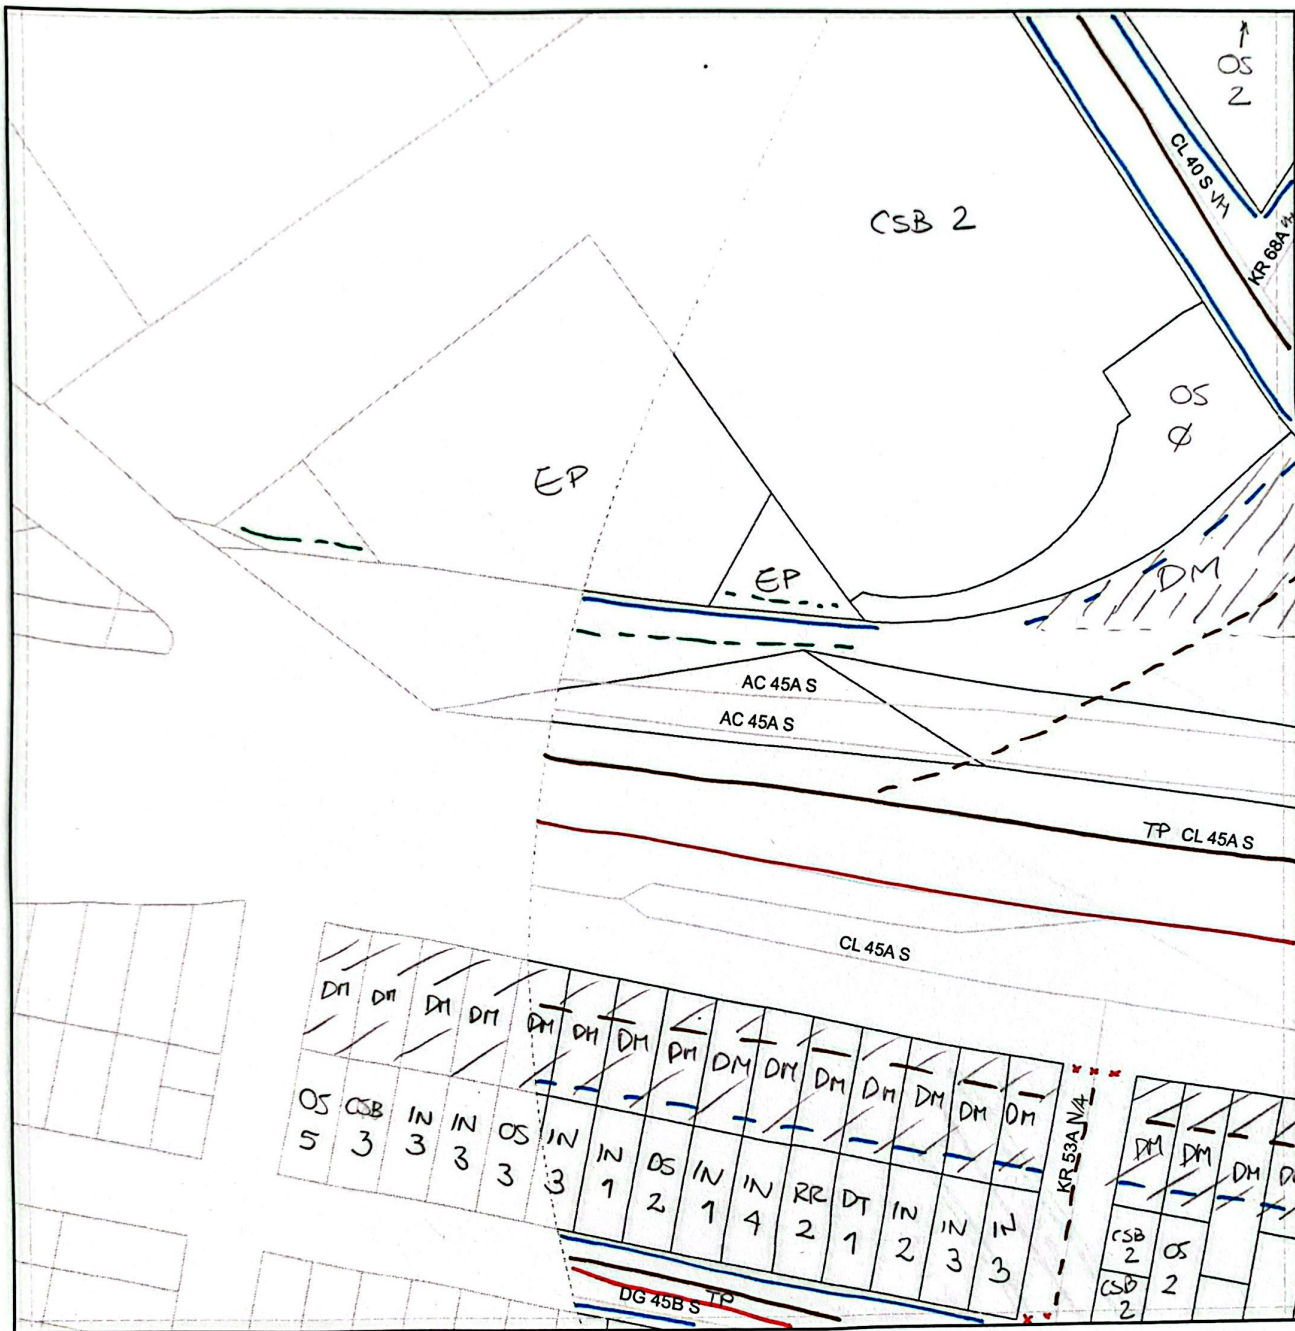 ↑
OS
2
CL 40 S VH
KR 68A
CSB 2
OS
Ø
EP
EP
DM
AC 45A S
AC 45A S
TP CL 45A S
CL 45A S
DM DM DM DM DM DM DM DM DM DM DM DM DM DM DM
KR 53A N/4
DM DM DM
OS CSB IN IN OS IN IN OS IN IN RR DT IN IN IN
5 3 3 3 3 3 1 2 1 4 2 1 2 3 3
CSB
2
OS
2
CSB
2
DG 45B S TP